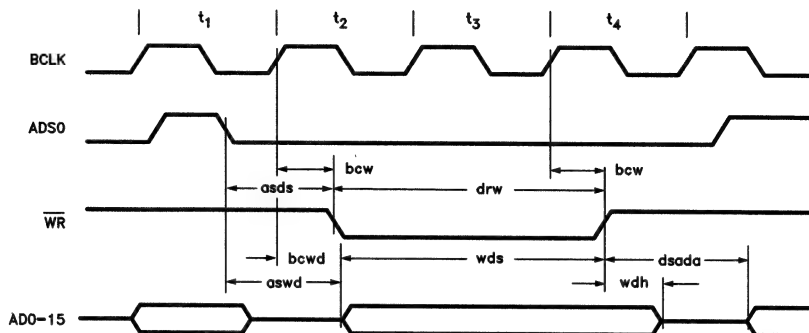 t1 t2 t3 t4
BCLK
ADS0
bcw bcw
asds drw
WR
bcwd wds dsada
aswd wdh
AD0-15